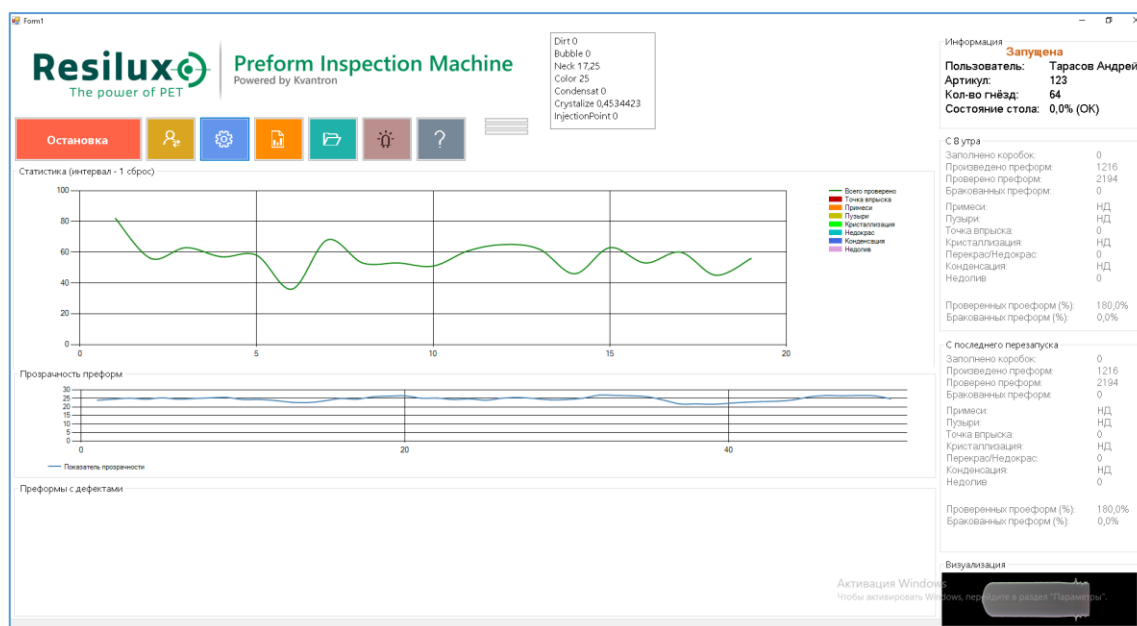 Form1
Resilux
The power of PET
Preform Inspection Machine
Powered by Kvantron
Dirt 0
Bubble 0
Neck 17,25
Color 25
Condensat 0
Crystalize 0,4534423
InjectionPoint 0
Остановка
?
Статистика (интервал - 1 сброс)
100
80
60
40
20
0
0 5 10 15 20
Всего проверено
Точка впрыска
Примеси
Пузыри
Кристаллизация
Недокрас
Конденсация
Недолив
Прозрачность преформ
30
25
20
15
10
5
0
0 20 40
Показатель прозрачности
Преформы с дефектами
Информация
Запущена
Пользователь: Тарасов Андрей
Артикул: 123
Кол-во гнёзд: 64
Состояние стола: 0,0% (ОК)
С 8 утра
Заполнено коробок: 0
Произведено преформ: 1216
Проверено преформ: 2194
Бракованных преформ: 0
Примеси: НД
Пузыри: НД
Точка впрыска: 0
Кристаллизация: НД
Перекрас/Недокрас: 0
Конденсация: НД
Недолив 0
Проверенных проеформ (%): 180,0%
Бракованных преформ (%): 0,0%
С последнего перезапуска
Заполнено коробок: 0
Произведено преформ: 1216
Проверено преформ: 2194
Бракованных преформ: 0
Примеси: НД
Пузыри: НД
Точка впрыска: 0
Кристаллизация: НД
Перекрас/Недокрас: 0
Конденсация: НД
Недолив 0
Проверенных проеформ (%): 180,0%
Бракованных преформ (%): 0,0%
Визуализация
Активация Windows
Чтобы активировать Windows, перейдите в раздел "Параметры".